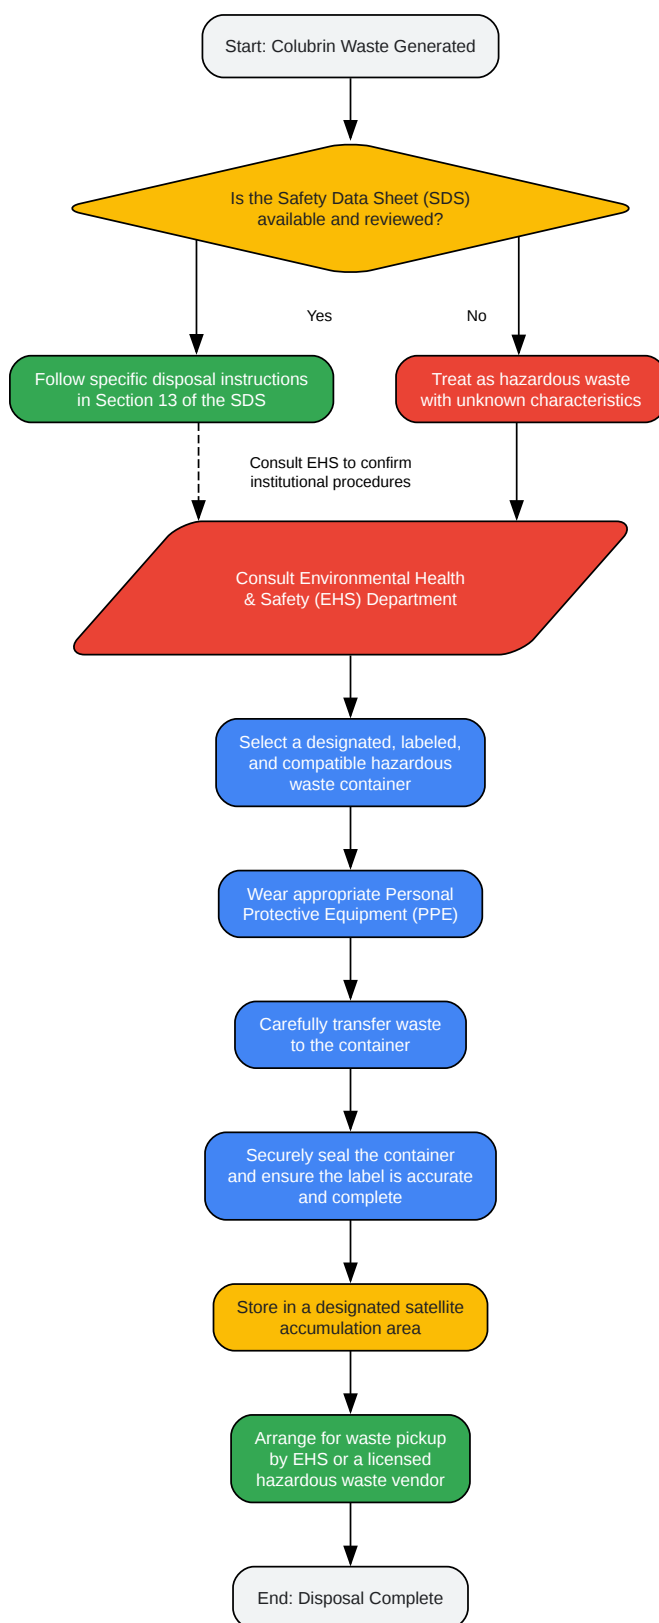 Start: Colubrin Waste Generated
Is the Safety Data Sheet (SDS)
available and reviewed?
Yes
No
Follow specific disposal instructions
in Section 13 of the SDS
Treat as hazardous waste
with unknown characteristics
Consult EHS to confirm
institutional procedures
Consult Environmental Health
& Safety (EHS) Department
Select a designated, labeled,
and compatible hazardous
waste container
Wear appropriate Personal
Protective Equipment (PPE)
Carefully transfer waste
to the container
Securely seal the container
and ensure the label is accurate
and complete
Store in a designated satellite
accumulation area
Arrange for waste pickup
by EHS or a licensed
hazardous waste vendor
End: Disposal Complete